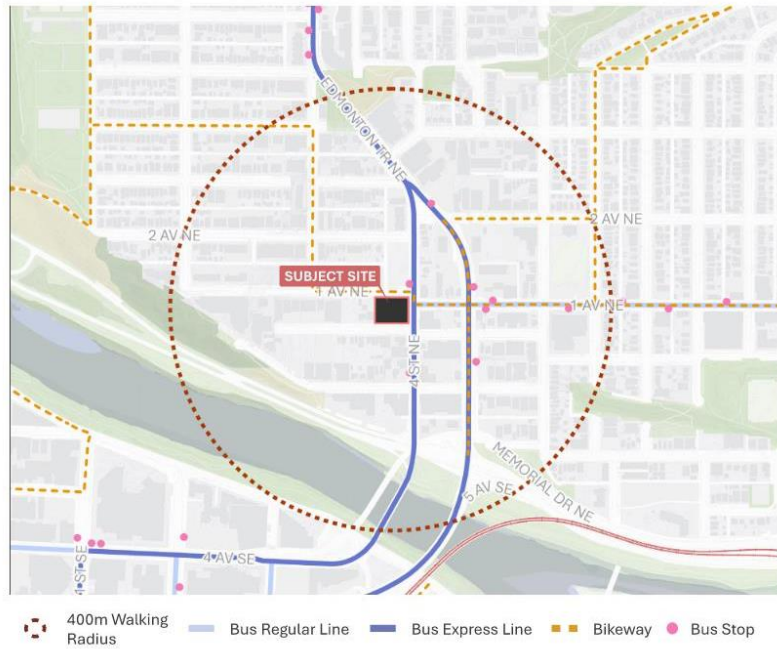 EDMONTON TR NE
2 AV NE
2 AV NE
SUBJECT SITE
1 AV NE
1 AV NE
4 ST NE
MEMORIAL DR NE
5 AV SE
4 AV SE
1 ST SE
400m Walking
Radius
Bus Regular Line
Bus Express Line
Bikeway
Bus Stop